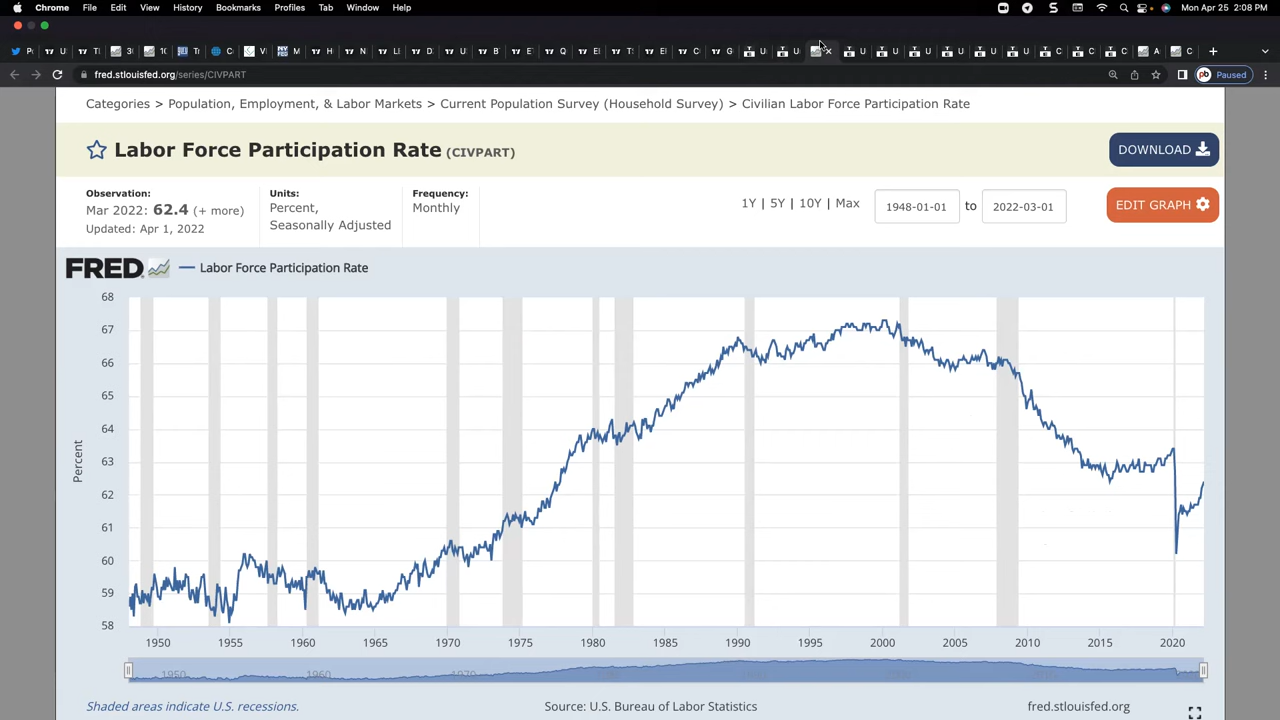 Chrome File Edit View History Bookmarks Profiles Tab Window Help Mon Apr 25 2:08 PM
fred.stlouisfed.org/series/CIVPART Paused
Categories > Population, Employment, & Labor Markets > Current Population Survey (Household Survey) > Civilian Labor Force Participation Rate
Labor Force Participation Rate (CIVPART)
DOWNLOAD
Observation:
Mar 2022: 62.4 (+ more)
Updated: Apr 1, 2022
Units:
Percent,
Seasonally Adjusted
Frequency:
Monthly
1Y | 5Y | 10Y | Max
1948-01-01 to 2022-03-01
EDIT GRAPH
FRED
Labor Force Participation Rate
68
67
66
65
64
63
62
61
60
59
58
Percent
1950 1955 1960 1965 1970 1975 1980 1985 1990 1995 2000 2005 2010 2015 2020
1950 1960 1970
Shaded areas indicate U.S. recessions.
Source: U.S. Bureau of Labor Statistics
fred.stlouisfed.org